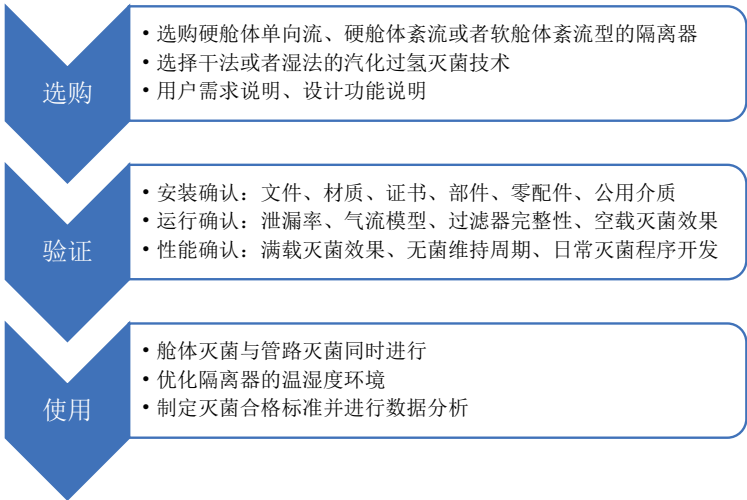 选购
• 选购硬舱体单向流、硬舱体紊流或者软舱体紊流型的隔离器
• 选择干法或者湿法的汽化过氢灭菌技术
• 用户需求说明、设计功能说明
验证
• 安装确认：文件、材质、证书、部件、零配件、公用介质
• 运行确认：泄漏率、气流模型、过滤器完整性、空载灭菌效果
• 性能确认：满载灭菌效果、无菌维持周期、日常灭菌程序开发
使用
• 舱体灭菌与管路灭菌同时进行
• 优化隔离器的温湿度环境
• 制定灭菌合格标准并进行数据分析